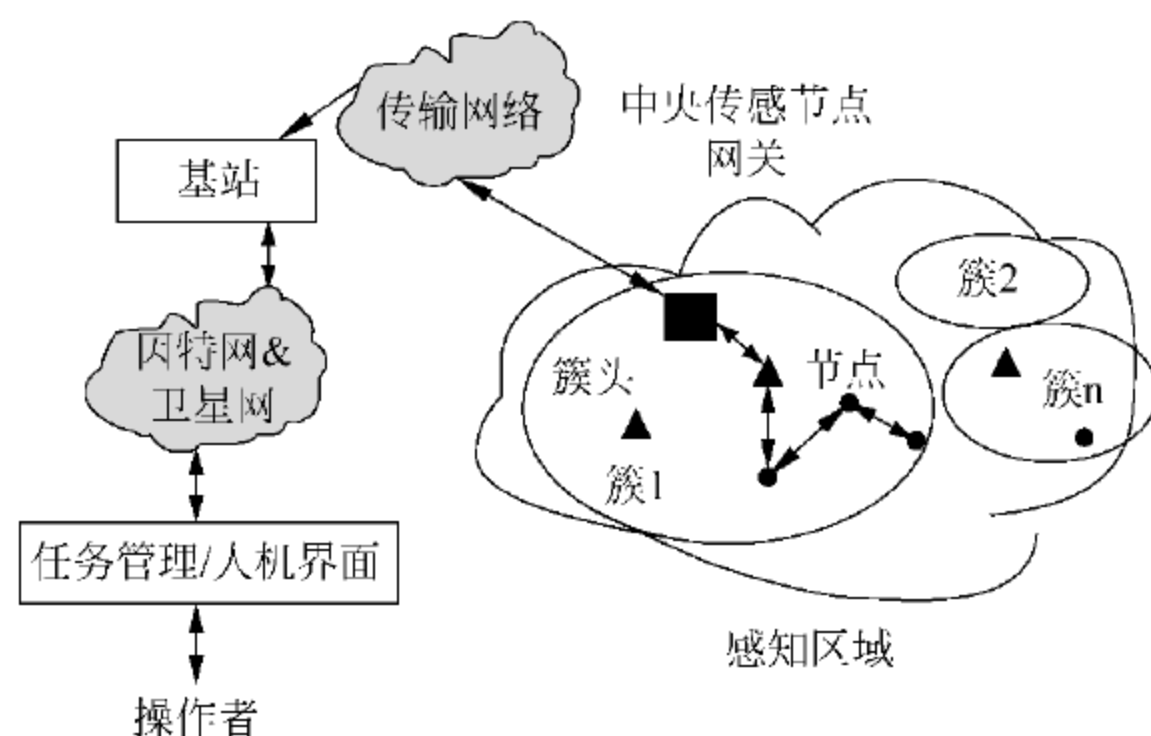 传输网络
中央传感节点
网关
基站
簇2
因特网&
卫星网
簇头
节点
簇n
簇1
任务管理/人机界面
感知区域
操作者